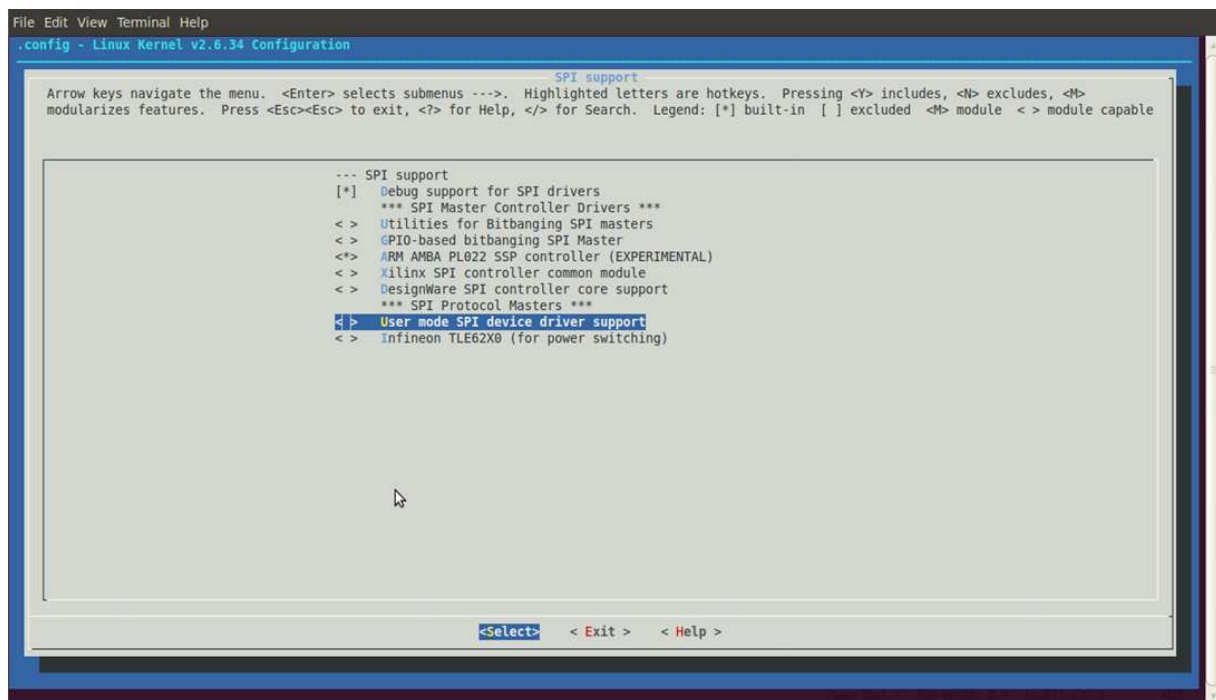 File Edit View Terminal Help
.config - Linux Kernel v2.6.34 Configuration
SPI support
Arrow keys navigate the menu. <Enter> selects submenus --->. Highlighted letters are hotkeys. Pressing <Y> includes, <N> excludes, <M>
modularizes features. Press <Esc><Esc> to exit, <?> for Help, </> for Search. Legend: [*] built-in [ ] excluded <M> module < > module capable
--- SPI support
[*] Debug support for SPI drivers
*** SPI Master Controller Drivers ***
< > Utilities for Bitbanging SPI masters
< > GPIO-based bitbanging SPI Master
<*> ARM AMBA PL022 SSP controller (EXPERIMENTAL)
< > Xilinx SPI controller common module
< > DesignWare SPI controller core support
*** SPI Protocol Masters ***
< > User mode SPI device driver support
< > Infineon TLE62X0 (for power switching)
<Select> < Exit > < Help >